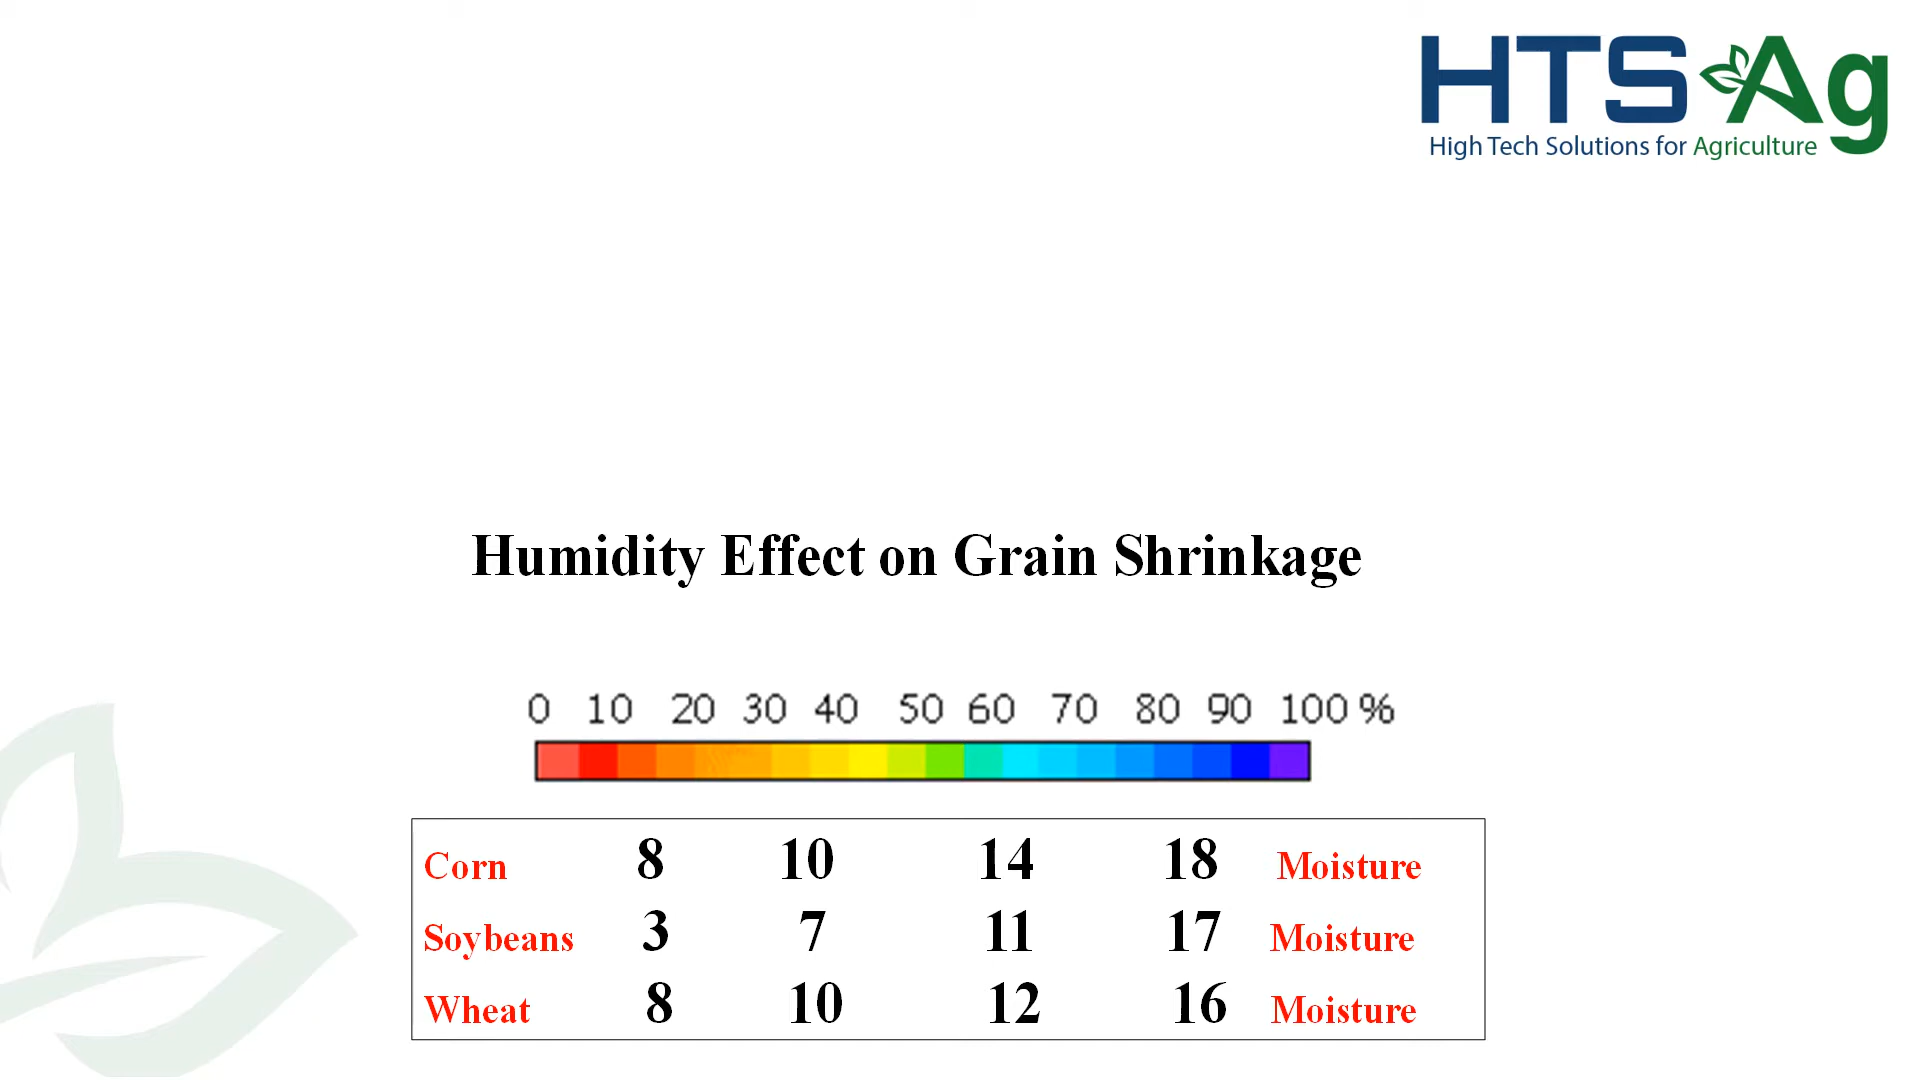 HTS Ag
High Tech Solutions for Agriculture
Humidity Effect on Grain Shrinkage
0 10 20 30 40 50 60 70 80 90 100 %
Corn 8 10 14 18 Moisture
Soybeans 3 7 11 17 Moisture
Wheat 8 10 12 16 Moisture